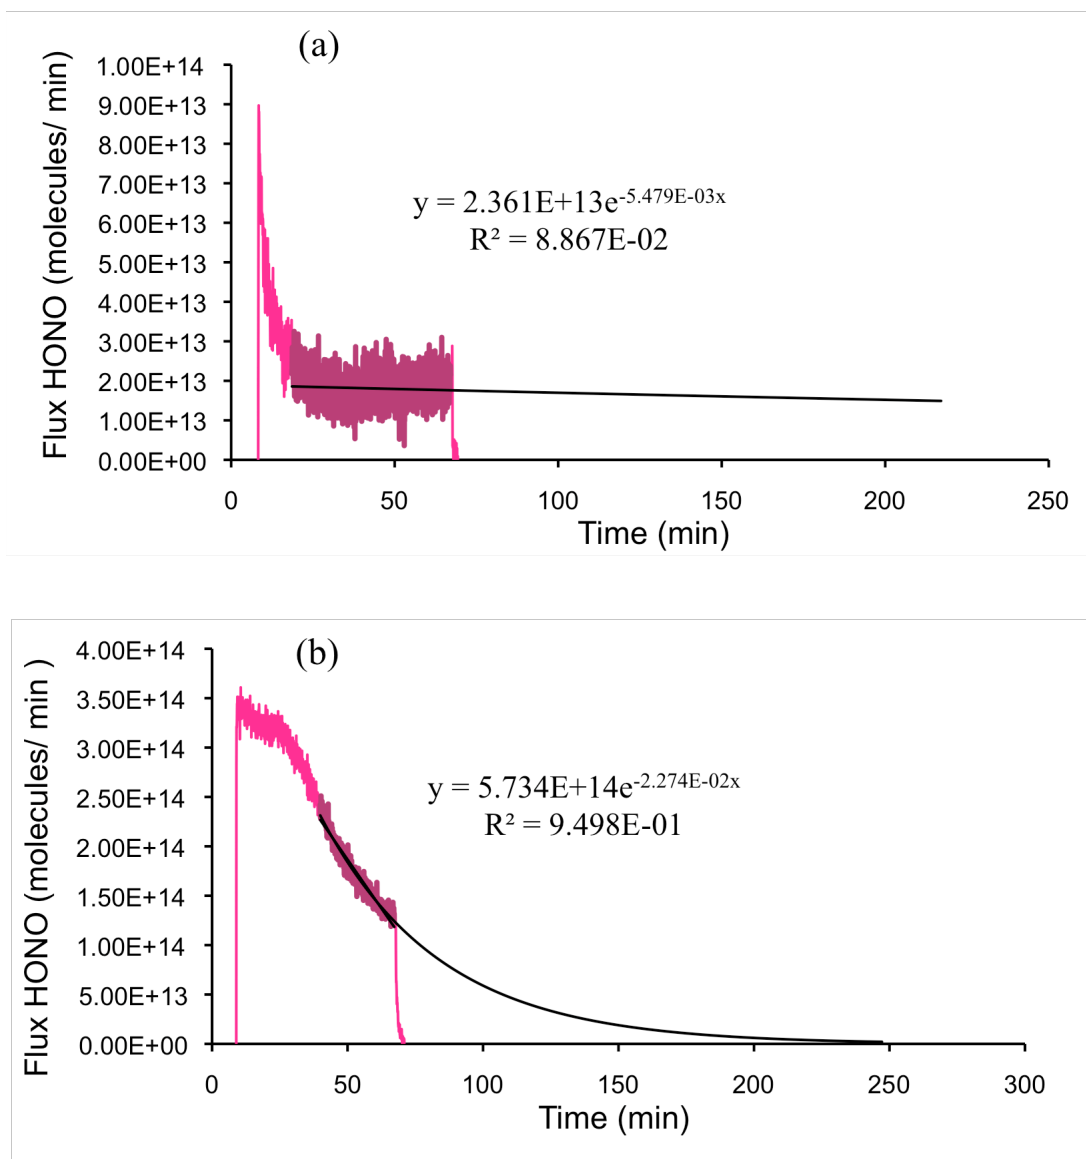 (a)
Flux HONO (molecules/ min)
1.00E+14
9.00E+13
8.00E+13
7.00E+13
6.00E+13
5.00E+13
4.00E+13
3.00E+13
2.00E+13
1.00E+13
0.00E+00
y = 2.361E+13e^-5.479E-03x
R² = 8.867E-02
0 50 100 150 200 250
Time (min)
(b)
Flux HONO (molecules/ min )
4.00E+14
3.50E+14
3.00E+14
2.50E+14
2.00E+14
1.50E+14
1.00E+14
5.00E+13
0.00E+00
y = 5.734E+14e^-2.274E-02x
R² = 9.498E-01
0 50 100 150 200 250 300
Time (min)